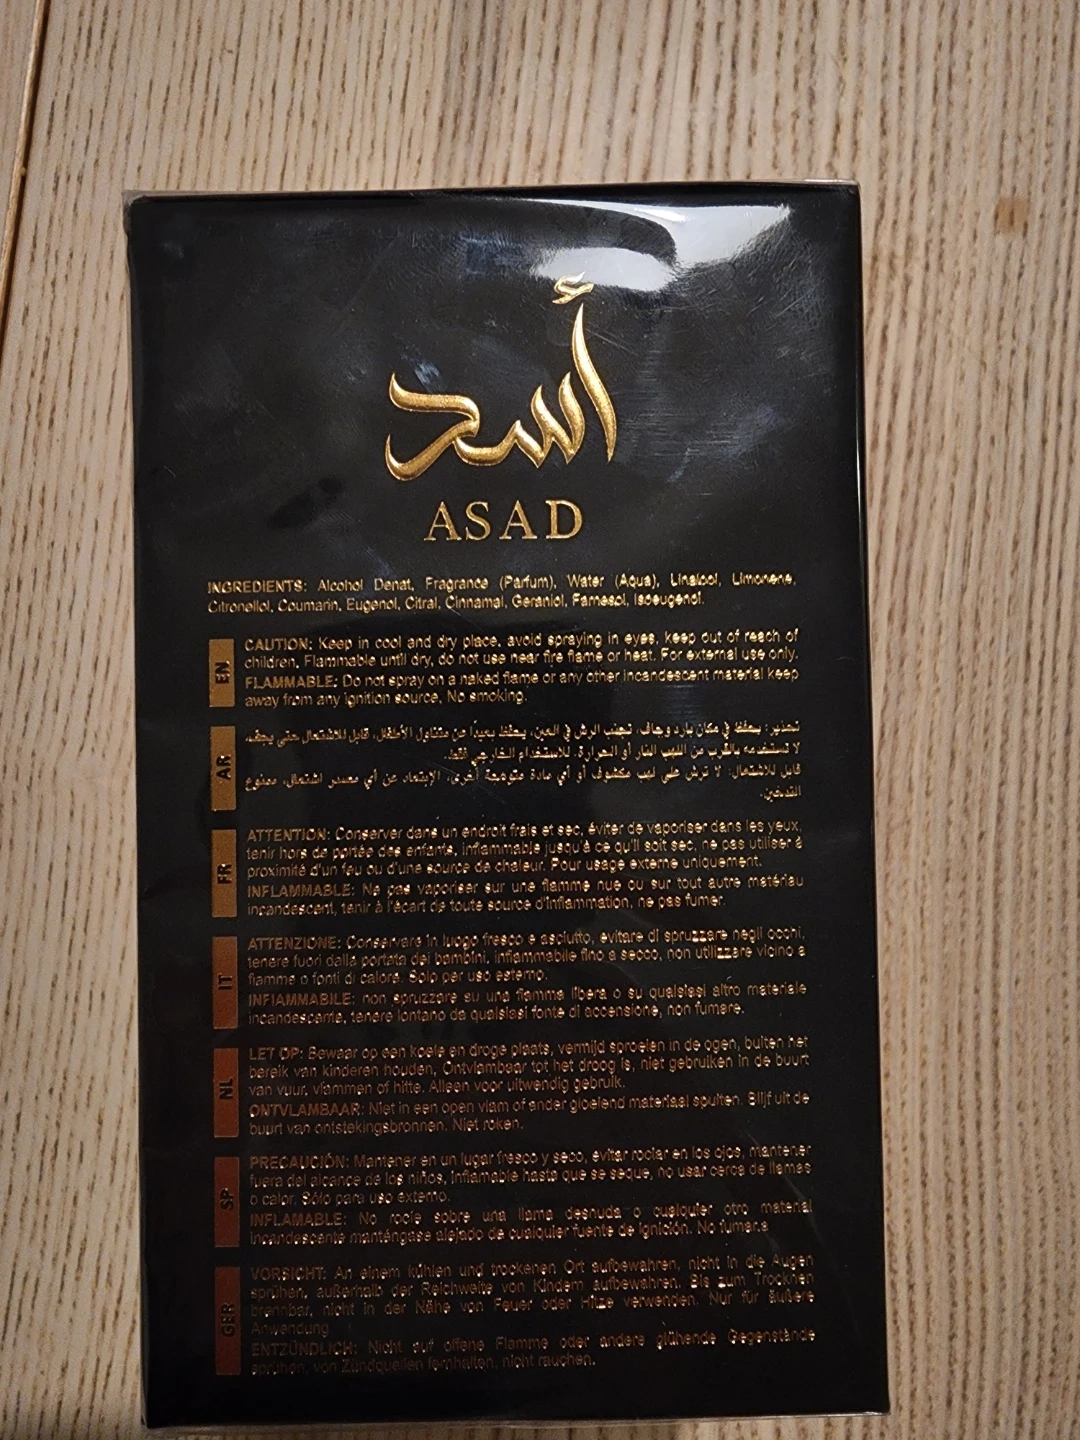 أسد
ASAD
INGREDIENTS: Alcohol Denat, Fragrance (Parfum), Water (Aqua), Linalool, Limonene,
Citronellol, Coumarin, Eugenol, Citral, Cinnamal, Geraniol, Farnesol, Isoeugenol.
EN
CAUTION: Keep in cool and dry place, avoid spraying in eyes, keep out of reach of
children, Flammable until dry, do not use near fire flame or heat. For external use only.
FLAMMABLE: Do not spray on a naked flame or any other incandescent material keep
away from any ignition source, No smoking.
AR
تحذير: يحفظ في مكان بارد وجاف، تجنب الرش في العين، يحفظ بعيداً عن متناول الأطفال، قابل للاشتعال حتى يجف،
لا تستخدمه بالقرب من اللهب النار أو الحرارة. للاستخدام الخارجي فقط.
قابل للاشتعال: لا ترش على لهب مكشوف أو أي مادة متوهجة أخرى، الإبتعاد عن أي مصدر اشتعال، ممنوع
التدخين.
FR
ATTENTION: Conserver dans un endroit frais et sec, éviter de vaporiser dans les yeux,
tenir hors de portée des enfants, inflammable jusqu'à ce qu'il soit sec, ne pas utiliser à
proximité d'un feu ou d'une source de chaleur. Pour usage externe uniquement.
INFLAMMABLE: Ne pas vaporiser sur une flamme nue ou sur tout autre matériau
incandescent, tenir à l'écart de toute source d'inflammation, ne pas fumer.
IT
ATTENZIONE: Conservare in luogo fresco e asciutto, evitare di spruzzare negli occhi,
tenere fuori dalla portata dei bambini, infiammabile fino a secco, non utilizzare vicino a
fiamme o fonti di calore. Solo per uso esterno.
INFIAMMABILE: non spruzzare su una fiamma libera o su qualsiasi altro materiale
incandescente, tenere lontano da qualsiasi fonte di accensione, non fumare.
NL
LET OP: Bewaar op een koele en droge plaats, vermijd sproeien in de ogen, buiten het
bereik van kinderen houden, Ontvlambaar tot het droog is, niet gebruiken in de buurt
van vuur, vlammen of hitte. Alleen voor uitwendig gebruik.
ONTVLAMBAAR: Niet in een open vlam of ander gloeiend materiaal spuiten. Blijf uit de
buurt van ontstekingsbronnen. Niet roken.
SP
PRECAUCIÓN: Mantener en un lugar fresco y seco, evitar rociar en los ojos, mantener
fuera del alcance de los niños, Inflamable hasta que se seque, no usar cerca de llamas
o calor. Sólo para uso externo.
INFLAMABLE: No rocíe sobre una llama desnuda o cualquier otro material
incandescente manténgase alejado de cualquier fuente de ignición. No fumar.s
GER
VORSICHT: An einem kühlen und trockenen Ort aufbewahren, nicht in die Augen
sprühen, außerhalb der Reichweite von Kindern aufbewahren. Bis zum Trocknen
brennbar, nicht in der Nähe von Feuer oder Hitze verwenden. Nur für äußere
Anwendung
ENTZÜNDLICH: Nicht auf offene Flamme oder andere glühende Gegenstände
sprühen, von Zündquellen fernhalten, nicht rauchen.